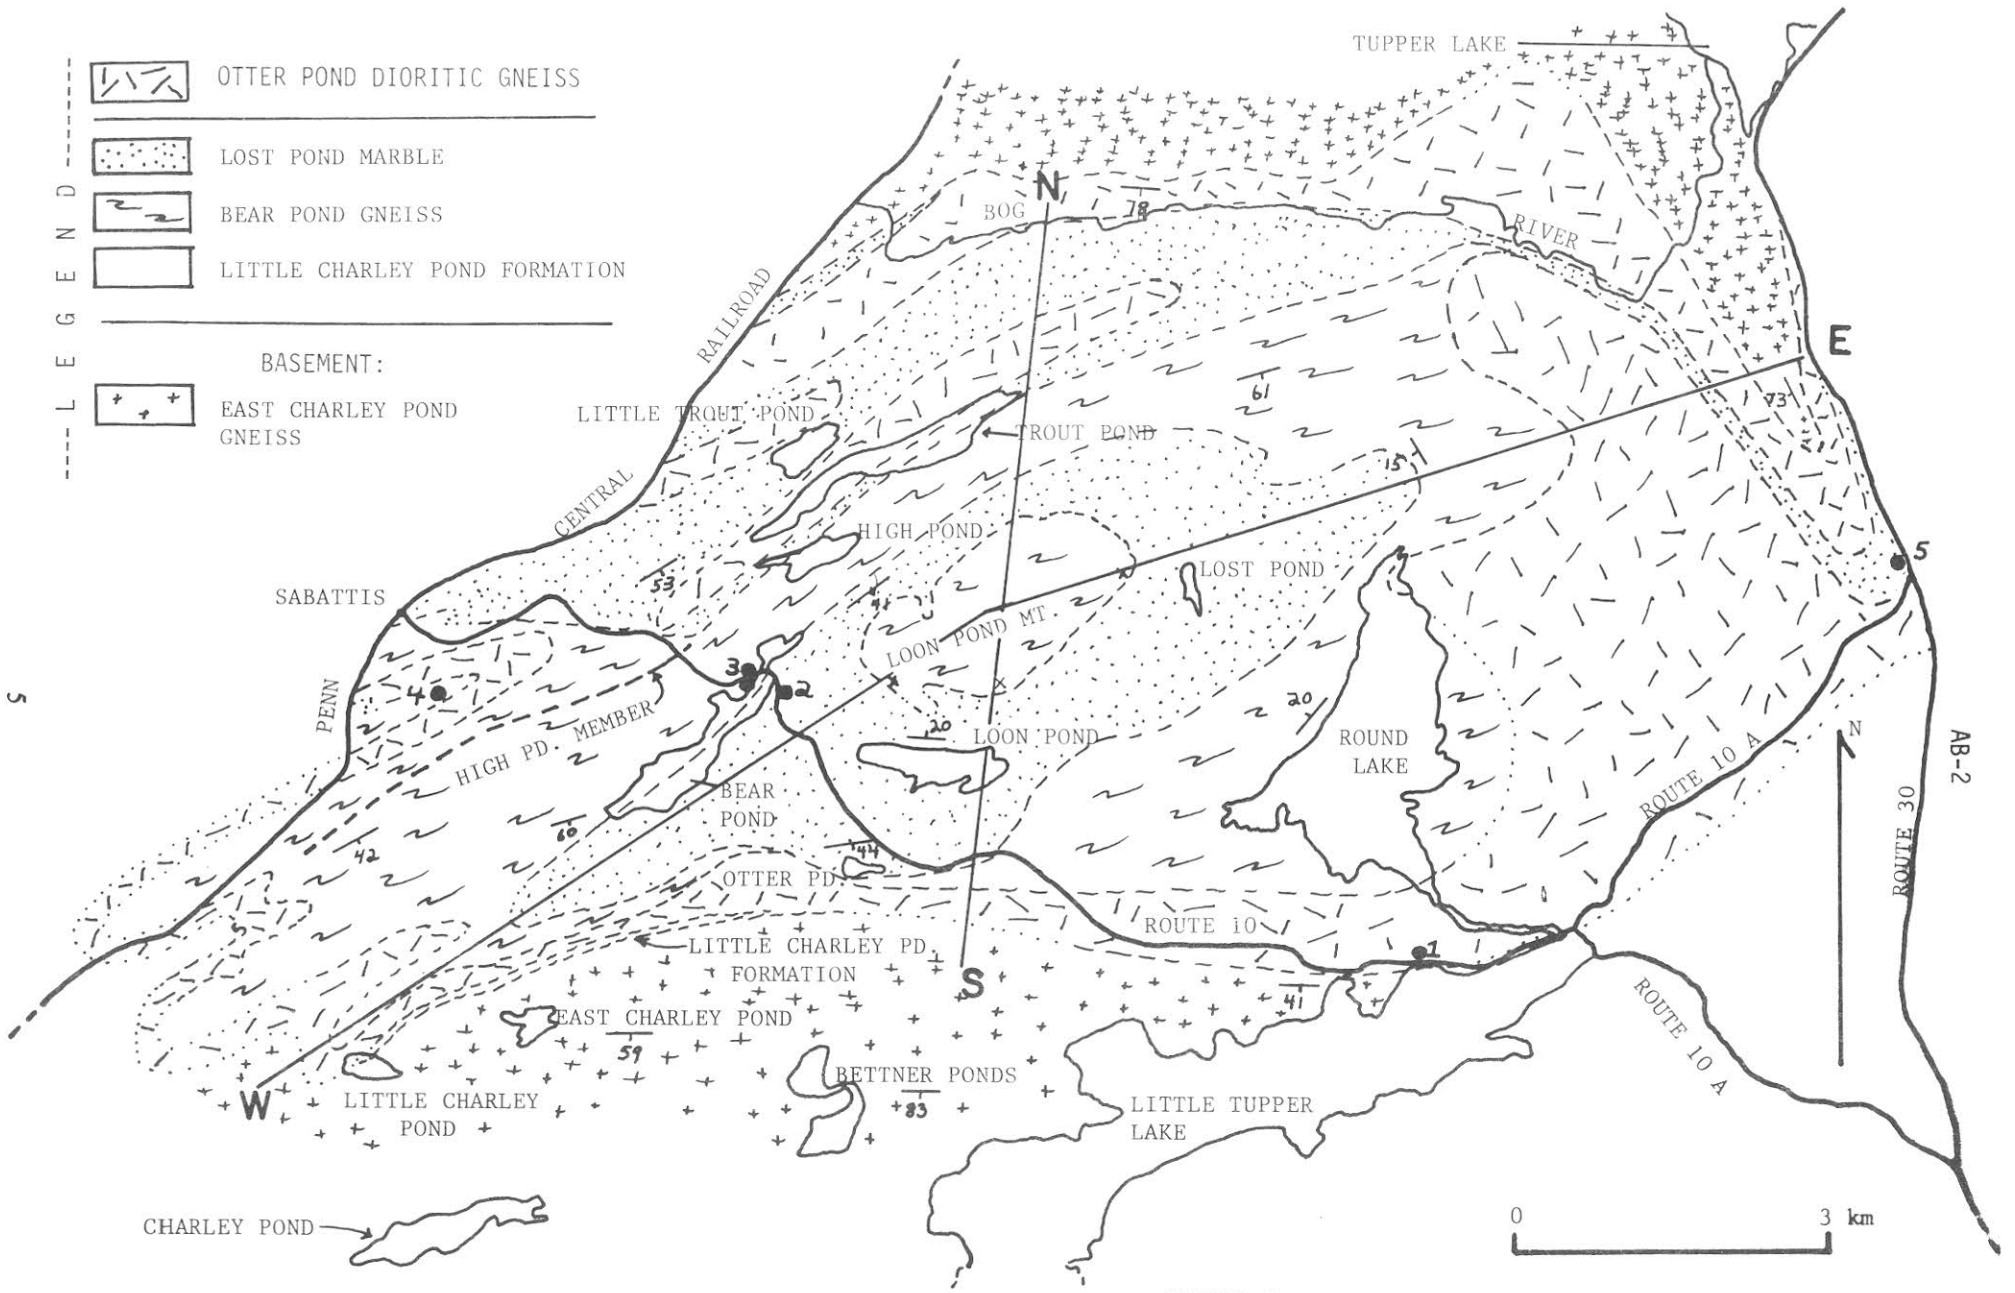 LEGEND
OTTER POND DIORITIC GNEISS
LOST POND MARBLE
BEAR POND GNEISS
LITTLE CHARLEY POND FORMATION
BASEMENT:
EAST CHARLEY POND
GNEISS
TUPPER LAKE
N
BOG
78
RIVER
RAILROAD
E
61
73
LITTLE TROUT POND
TROUT POND
15
CENTRAL
HIGH POND
5
53
LOST POND
SABATTIS
41
LOON POND MT
3
2
4
5
PENN
HIGH PD. MEMBER
20
20
LOON POND
ROUND
LAKE
N
AB-2
BEAR
POND
ROUTE 10 A
60
42
44
ROUTE 30
OTTER PD.
ROUTE 10
LITTLE CHARLEY PD.
FORMATION
1
S
41
EAST CHARLEY POND
59
ROUTE 10 A
BETTNER PONDS
83
W
LITTLE CHARLEY
POND
LITTLE TUPPER
LAKE
CHARLEY POND
0 3 km